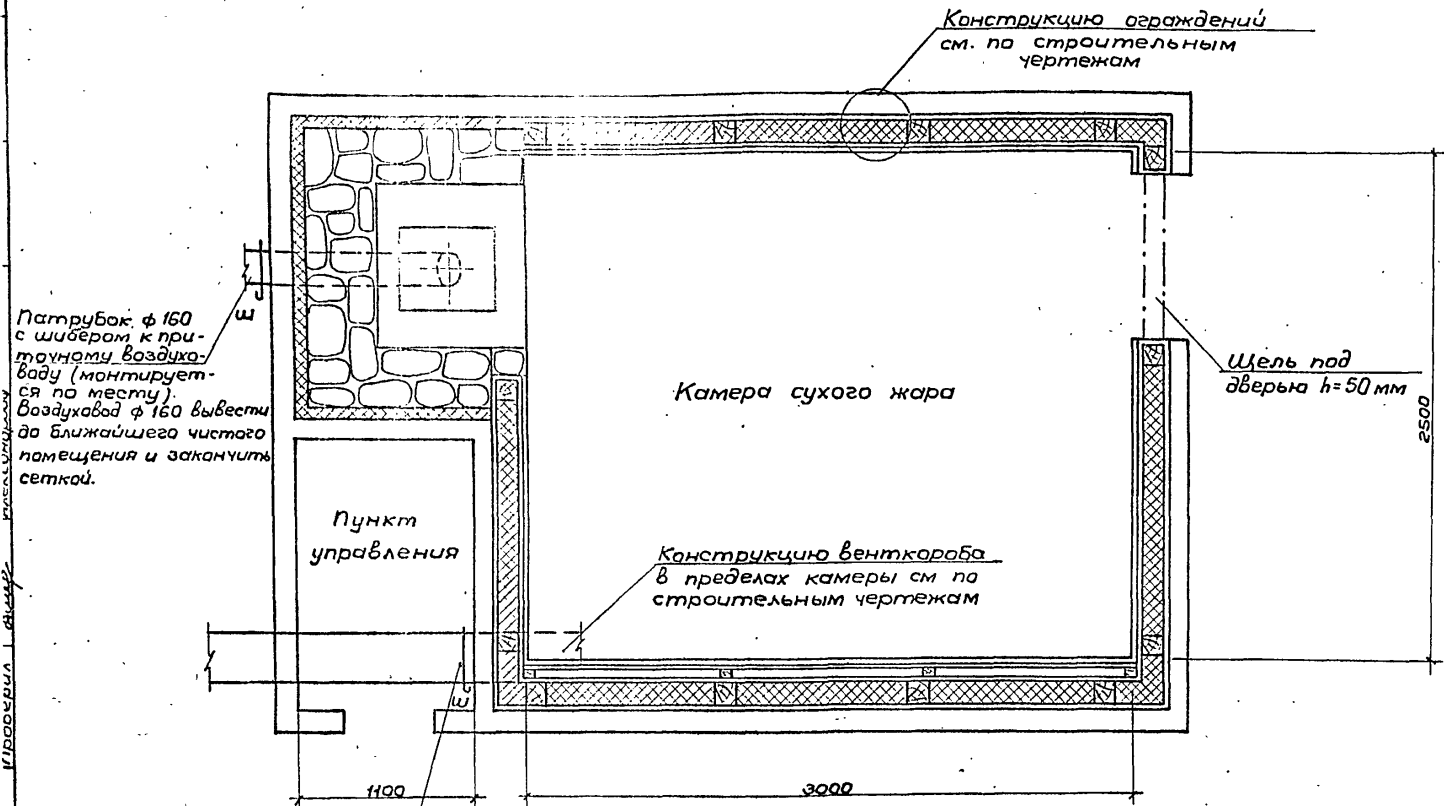 Конструкцию ограждений
см. по строительным
чертежам
Патрубок ф 160
с шибером к при-
точному воздухо-
воду (монтирует-
ся по месту).
Воздуховод ф 160 вывести
до ближайшего чистого
помещения и закончить
сеткой.
Ш
Камера сухого жара
Щель под
дверью h=50 мм
2500
Пункт
управления
Конструкцию венткороба
в пределах камеры см по
строительным чертежам
Ш
1100
3000
Проверил